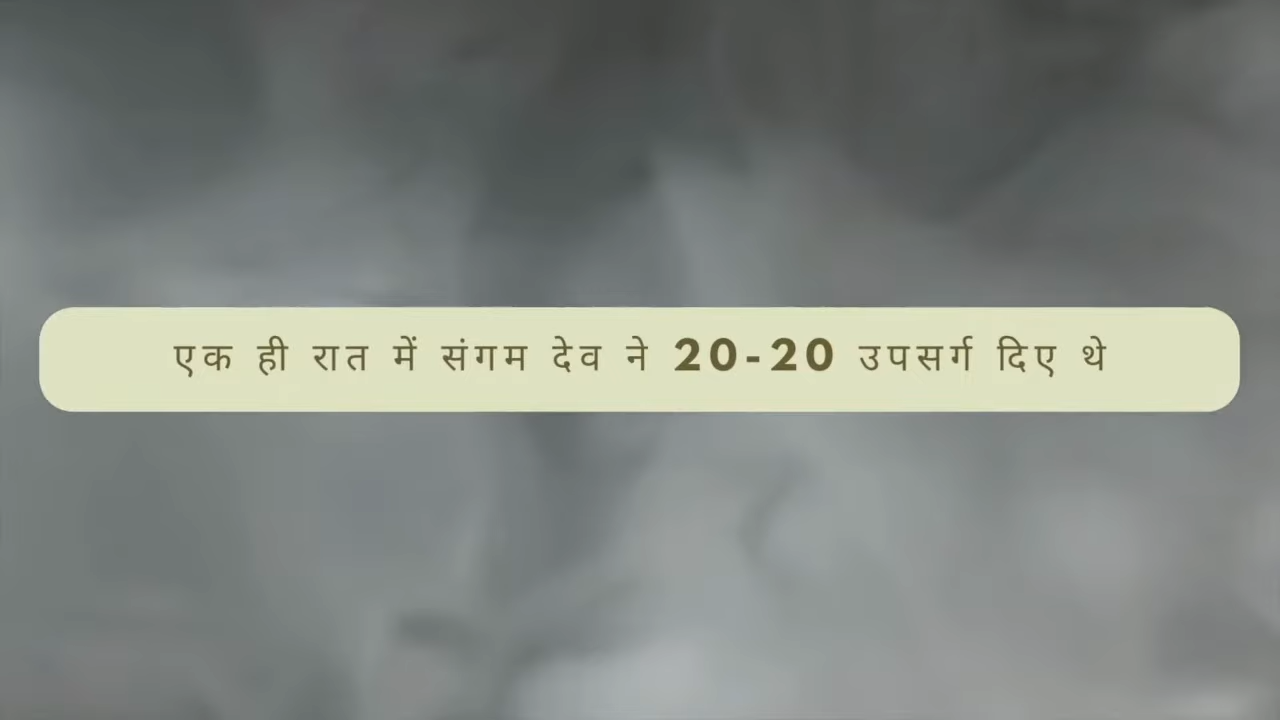 एक ही रात में संगम देव ने 20-20 उपसर्ग दिए थे